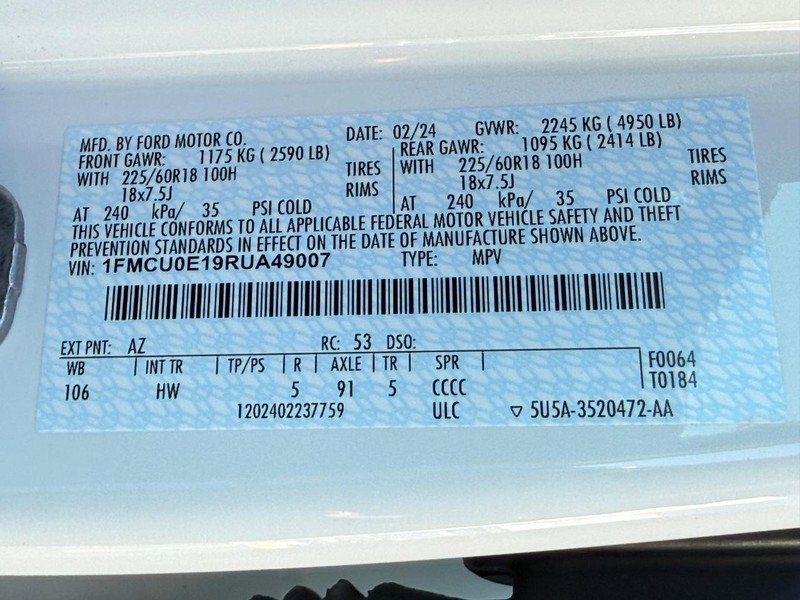 MFD. BY FORD MOTOR CO. DATE: 02/24 GVWR: 2245 KG ( 4950 LB)
FRONT GAWR: 1175 KG ( 2590 LB) REAR GAWR: 1095 KG ( 2414 LB)
WITH 225/60R18 100H TIRES WITH 225/60R18 100H TIRES
18x7.5J RIMS 18x7.5J RIMS
AT 240 kPa/ 35 PSI COLD AT 240 kPa/ 35 PSI COLD
THIS VEHICLE CONFORMS TO ALL APPLICABLE FEDERAL MOTOR VEHICLE SAFETY AND THEFT
PREVENTION STANDARDS IN EFFECT ON THE DATE OF MANUFACTURE SHOWN ABOVE.
VIN: 1FMCU0E19RUA49007 TYPE: MPV
EXT PNT: AZ RC: 53 DSO:
WB INT TR TP/PS R AXLE TR SPR F0064
106 HW 5 91 5 CCCC T0184
1202402237759 ULC ▽ 5U5A-3520472-AA